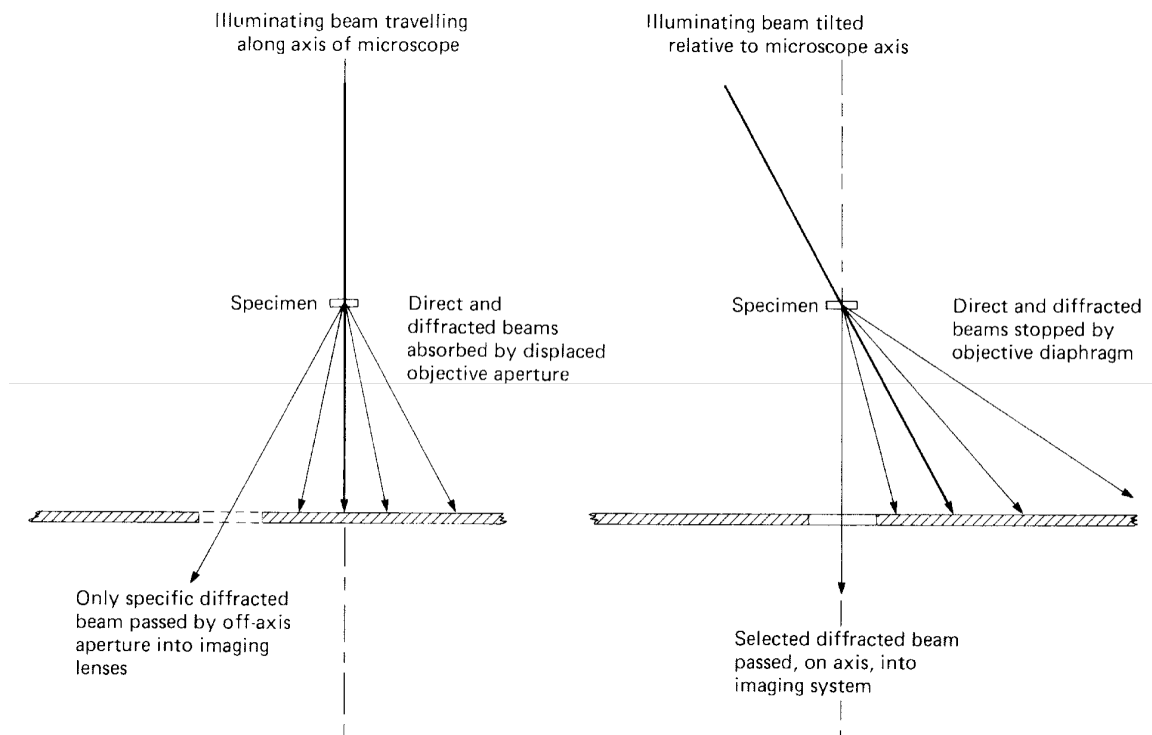 Illuminating beam travelling
along axis of microscope
Illuminating beam tilted
relative to microscope axis
Specimen
Direct and
diffracted beams
absorbed by displaced
objective aperture
Specimen
Direct and diffracted
beams stopped by
objective diaphragm
Only specific diffracted
beam passed by off-axis
aperture into imaging
lenses
Selected diffracted beam
passed, on axis, into
imaging system